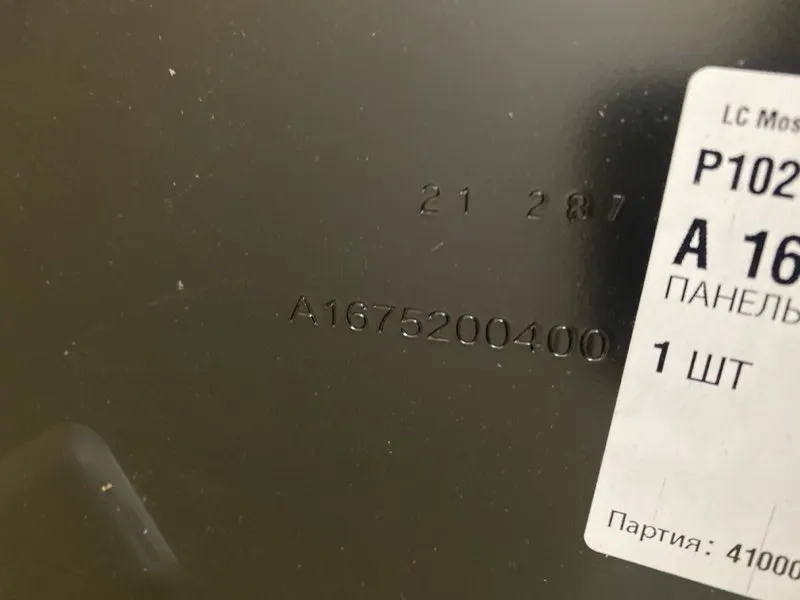 21 287
A1675200400
LC Mos
P102
A 16
ПАНЕЛЬ
1 ШТ
Партия: 41000